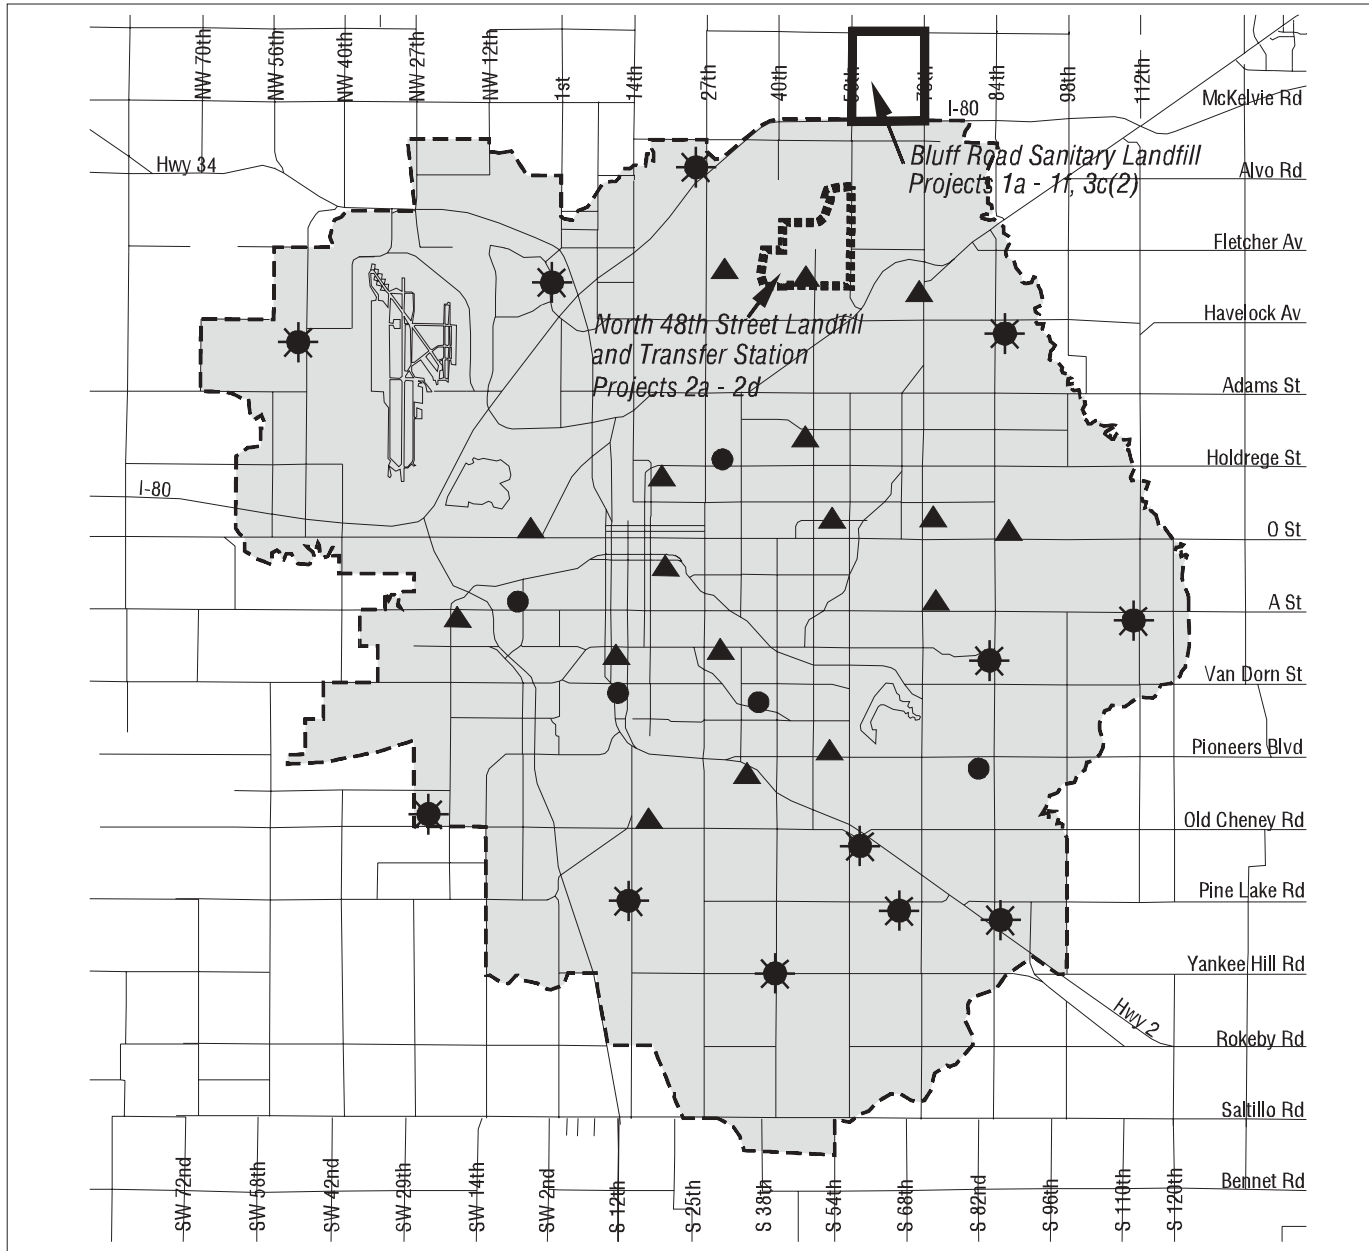 NW 70th
NW 56th
NW 40th
NW 27th
NW 12th
1st
14th
27th
40th
56th
70th
84th
98th
112th
McKelvie Rd
I-80
Bluff Road Sanitary Landfill
Projects 1a - 1f, 3c(2)
Alvo Rd
Hwy 34
Fletcher Av
Havelock Av
North 48th Street Landfill
and Transfer Station
Projects 2a - 2d
Adams St
Holdrege St
I-80
O St
A St
Van Dorn St
Pioneers Blvd
Old Cheney Rd
Pine Lake Rd
Yankee Hill Rd
Hwy 2
Rokeby Rd
Saltillo Rd
Bennet Rd
SW 72nd
SW 58th
SW 42nd
SW 29th
SW 14th
SW 2nd
S 12th
S 25th
S 38th
S 54th
S 68th
S 82nd
S 96th
S 110th
S 120th